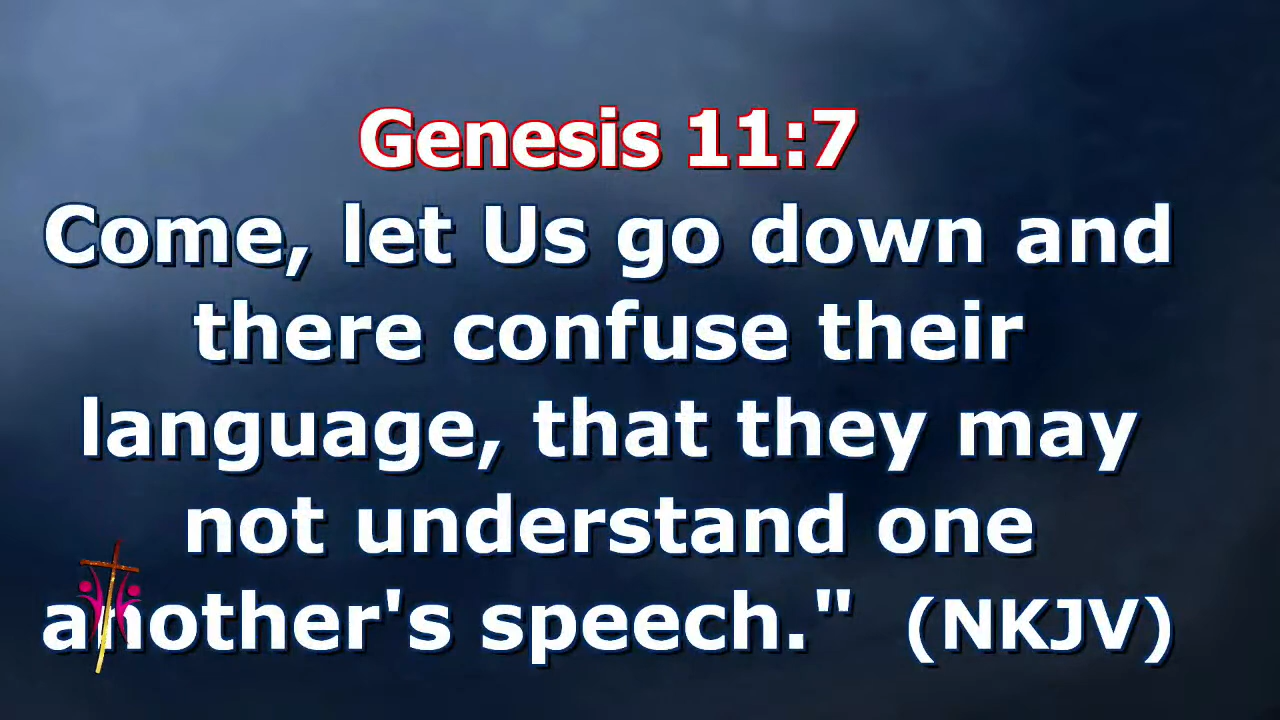 Genesis 11:7
Come, let Us go down and
there confuse their
language, that they may
not understand one
another's speech." (NKJV)